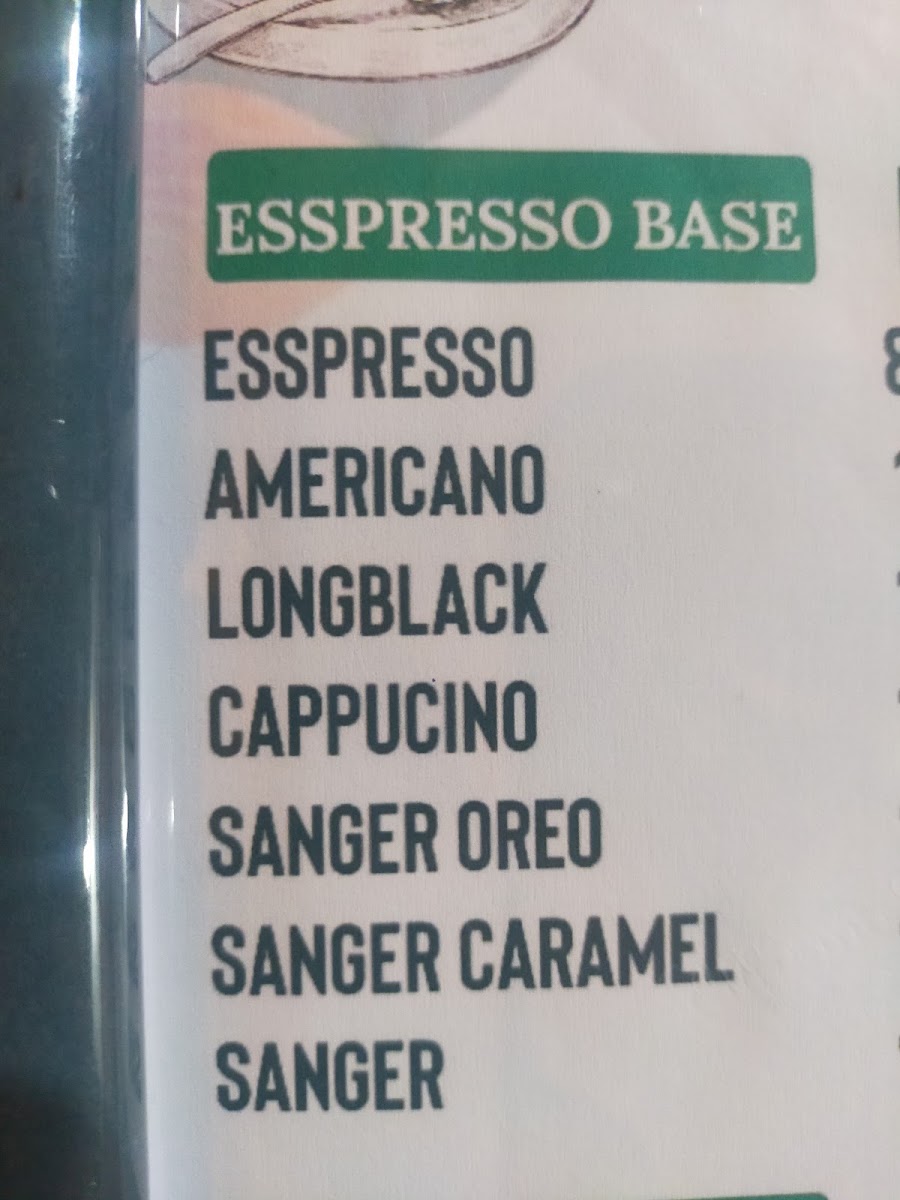 ESSPRESSO BASE
ESSPRESSO
AMERICANO
LONGBLACK
CAPPUCINO
SANGER OREO
SANGER CARAMEL
SANGER